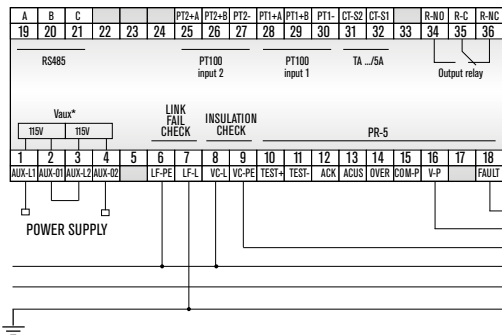 A B C PT2+A PT2+B PT2- PT1+A PT1+B PT1- CT-S2 CT-S1 R-NO R-C R-NC
19 20 21 22 23 24 25 26 27 28 29 30 31 32 33 34 35 36
RS485 PT100 input 2 PT100 input 1 TA .../5A Output relay
Vaux* LINK FAIL CHECK INSULATION CHECK
115V 115V PR-5
1 2 3 4 5 6 7 8 9 10 11 12 13 14 15 16 17 18
AUX-L1 AUX-01 AUX-L2 AUX-02 LF-PE LF-L VC-L VC-PE TEST+ TEST- ACK ACUS OVER COM-P V-P FAULT
POWER SUPPLY